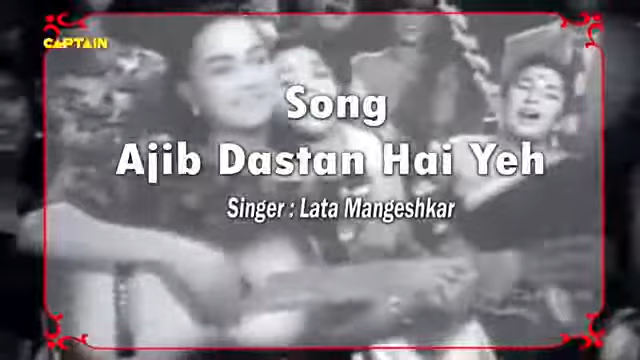 CAPTAIN
Song
Ajib Dastan Hai Yeh
Singer : Lata Mangeshkar